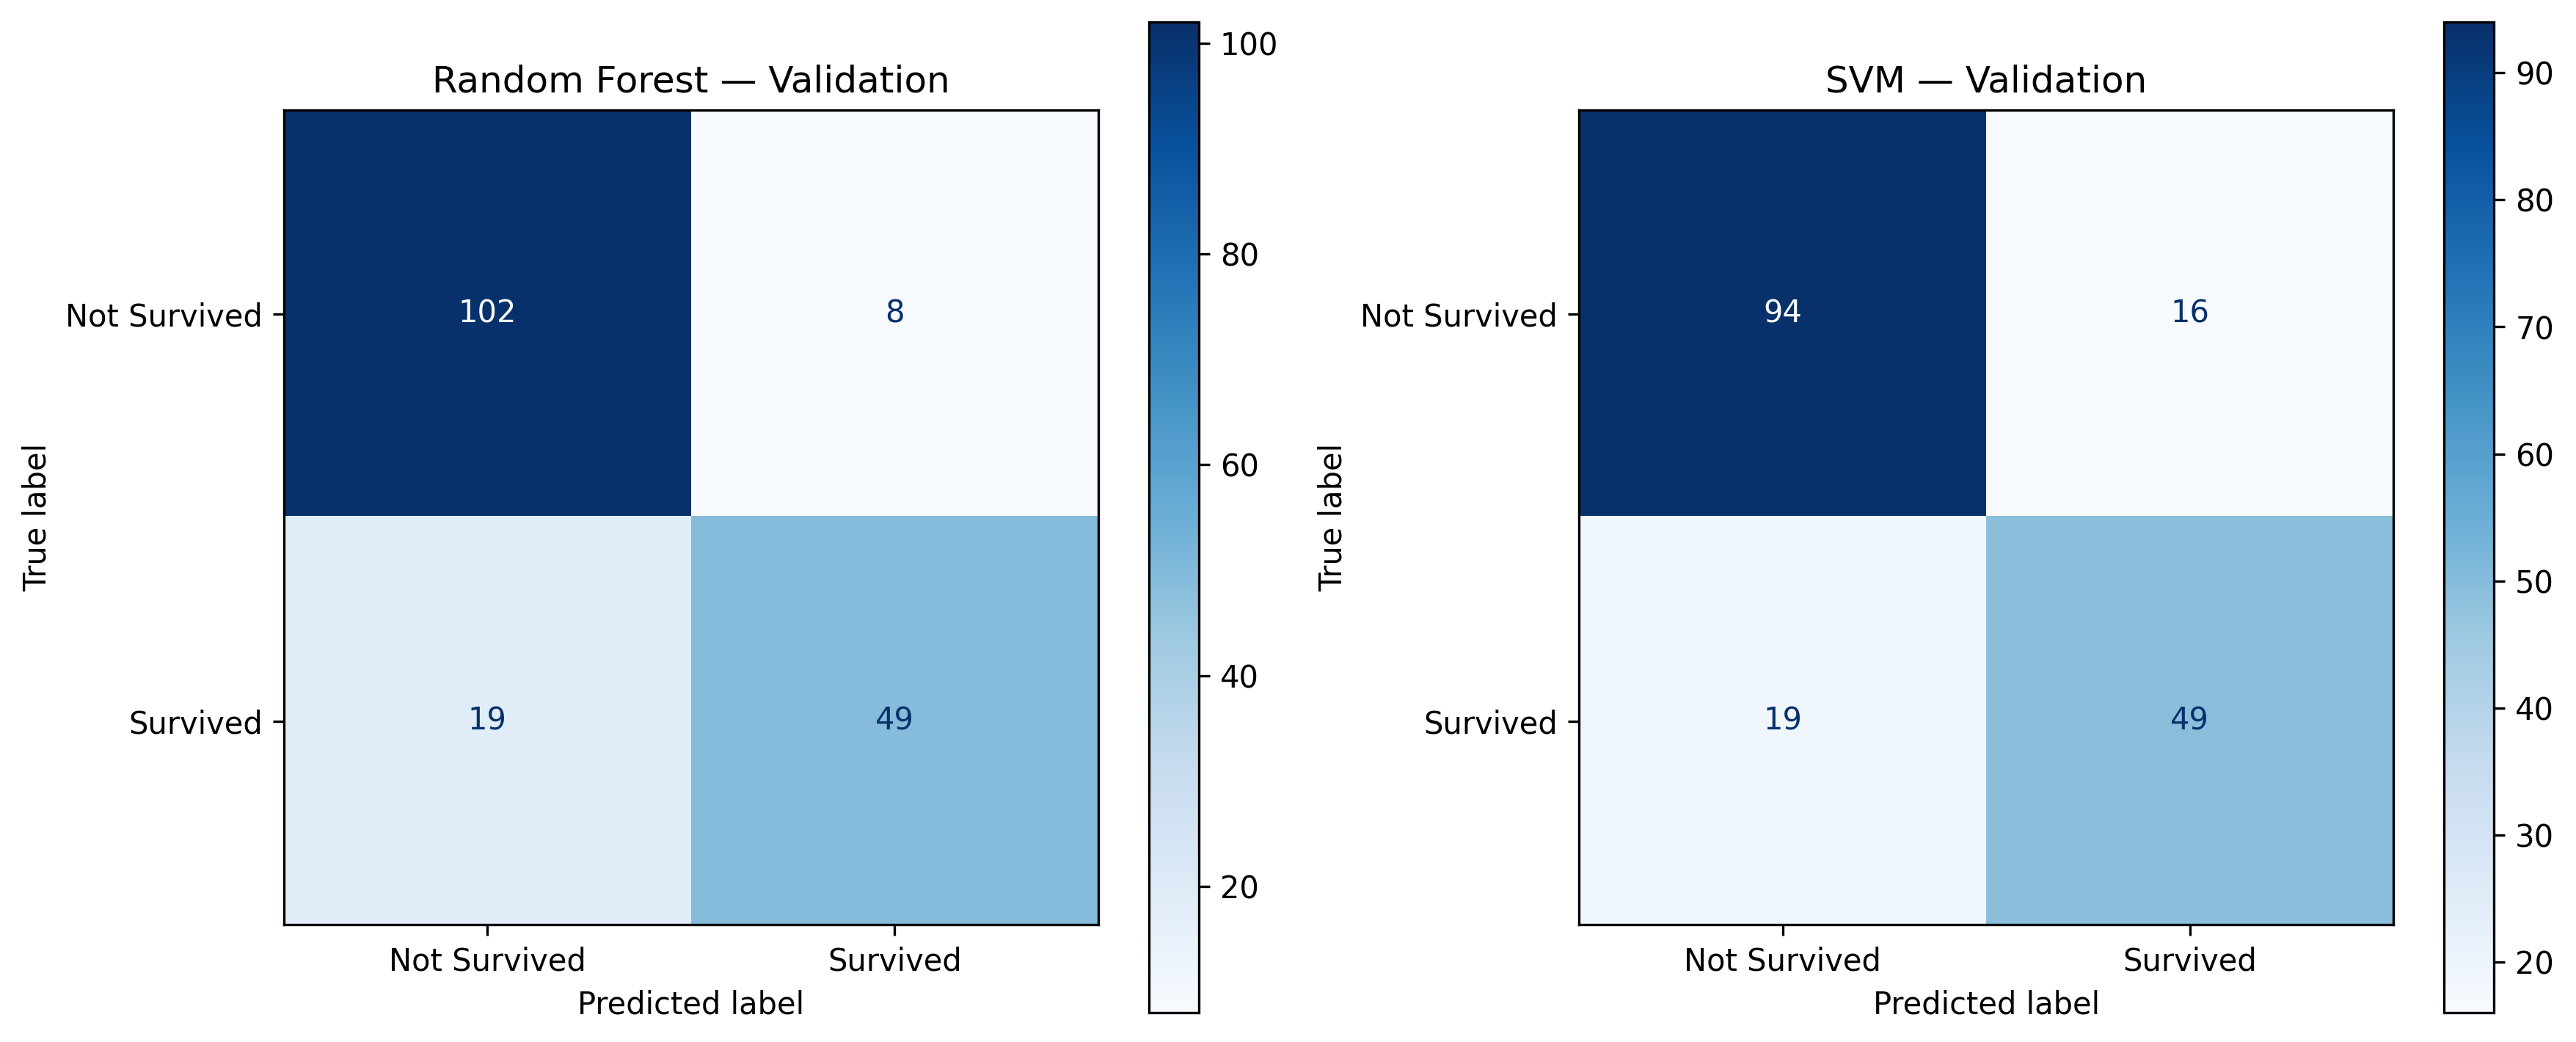 Random Forest — Validation
True label
Not Survived
Survived
102
8
19
49
Not Survived
Survived
Predicted label
100
80
60
40
20
SVM — Validation
True label
Not Survived
Survived
94
16
19
49
Not Survived
Survived
Predicted label
90
80
70
60
50
40
30
20